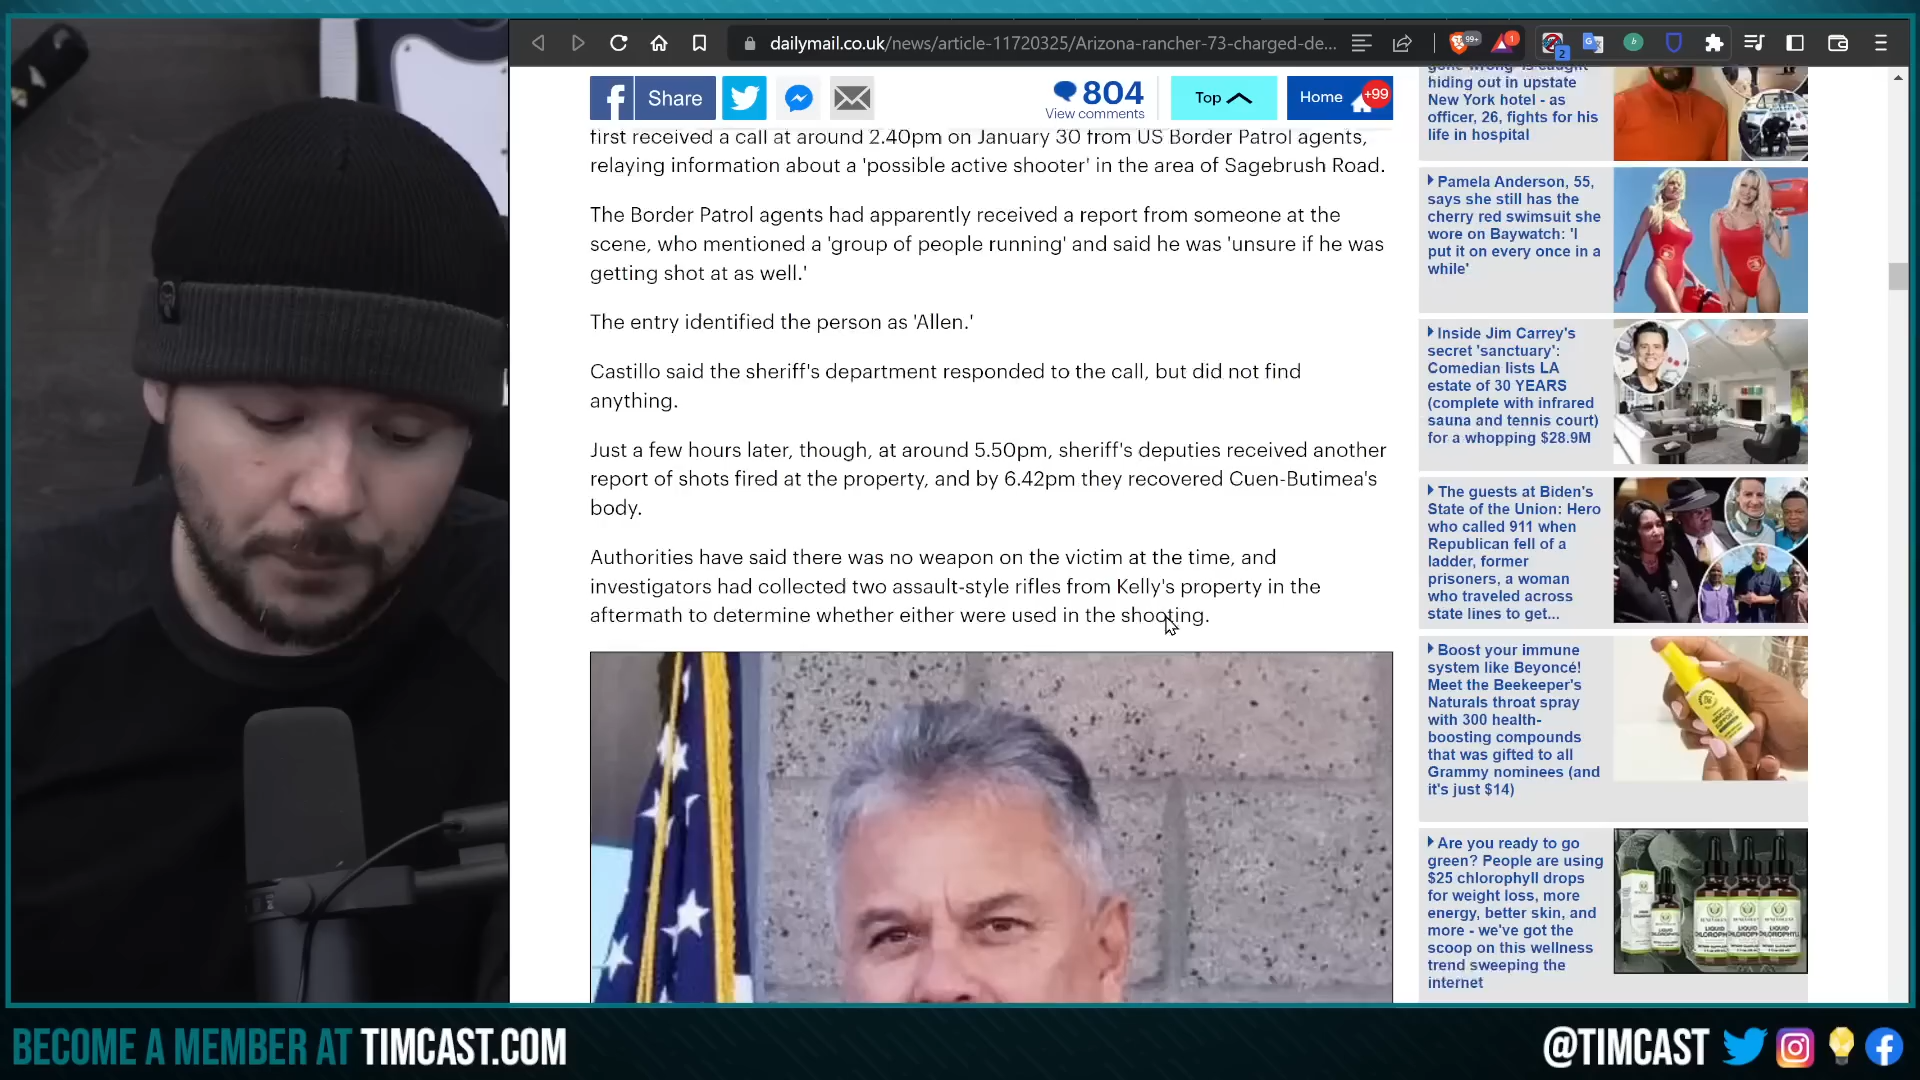 dailymail.co.uk/news/article-11720325/Arizona-rancher-73-charged-de...
99+
1
2
b
Share
804
View comments
Top
Home
+99
first received a call at around 2.40pm on January 30 from US Border Patrol agents,
relaying information about a 'possible active shooter' in the area of Sagebrush Road.
The Border Patrol agents had apparently received a report from someone at the
scene, who mentioned a 'group of people running' and said he was 'unsure if he was
getting shot at as well.'
The entry identified the person as 'Allen.'
Castillo said the sheriff's department responded to the call, but did not find
anything.
Just a few hours later, though, at around 5.50pm, sheriff's deputies received another
report of shots fired at the property, and by 6.42pm they recovered Cuen-Butimea's
body.
Authorities have said there was no weapon on the victim at the time, and
investigators had collected two assault-style rifles from Kelly's property in the
aftermath to determine whether either were used in the shooting.
hiding out in upstate
New York hotel - as
officer, 26, fights for his
life in hospital
Pamela Anderson, 55,
says she still has the
cherry red swimsuit she
wore on Baywatch: 'I
put it on every once in a
while'
Inside Jim Carrey's
secret 'sanctuary':
Comedian lists LA
estate of 30 YEARS
(complete with infrared
sauna and tennis court)
for a whopping $28.9M
The guests at Biden's
State of the Union: Hero
who called 911 when
Republican fell of a
ladder, former
prisoners, a woman
who traveled across
state lines to get...
Boost your immune
system like Beyoncé!
Meet the Beekeeper's
Naturals throat spray
with 300 health-
boosting compounds
that was gifted to all
Grammy nominees (and
it's just $14)
Are you ready to go
green? People are using
$25 chlorophyll drops
for weight loss, more
energy, better skin, and
more - we've got the
scoop on this wellness
trend sweeping the
internet
BECOME A MEMBER AT TIMCAST.COM
@TIMCAST